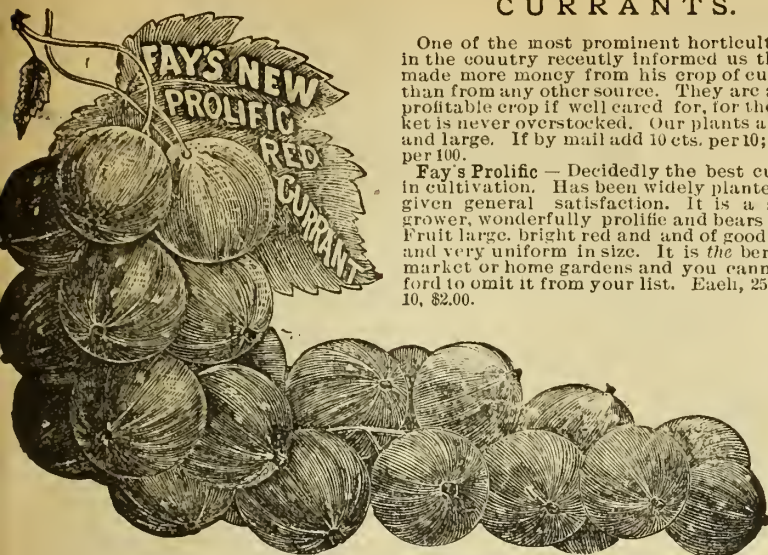 CURRANTS.
FAY'S NEW
PROLIFIC
RED
CURRANT
One of the most prominent horticult
in the couutry recently informed us th
made more money from his crop of cu
than from any other source. They are a
profitable crop if well cared for, for the
ket is never overstocked. Our plants a
and large. If by mail add 10 cts. per 10;
per 100.
Fay's Prolific — Decidedly the best cu
in cultivation. Has been widely plante
given general satisfaction. It is a
grower, wonderfully prolific and bears
Fruit large. bright red and and of good
and very uniform in size. It is the ber
market or home gardens and you cann
ford to omit it from your list. Each, 25
10, $2.00.